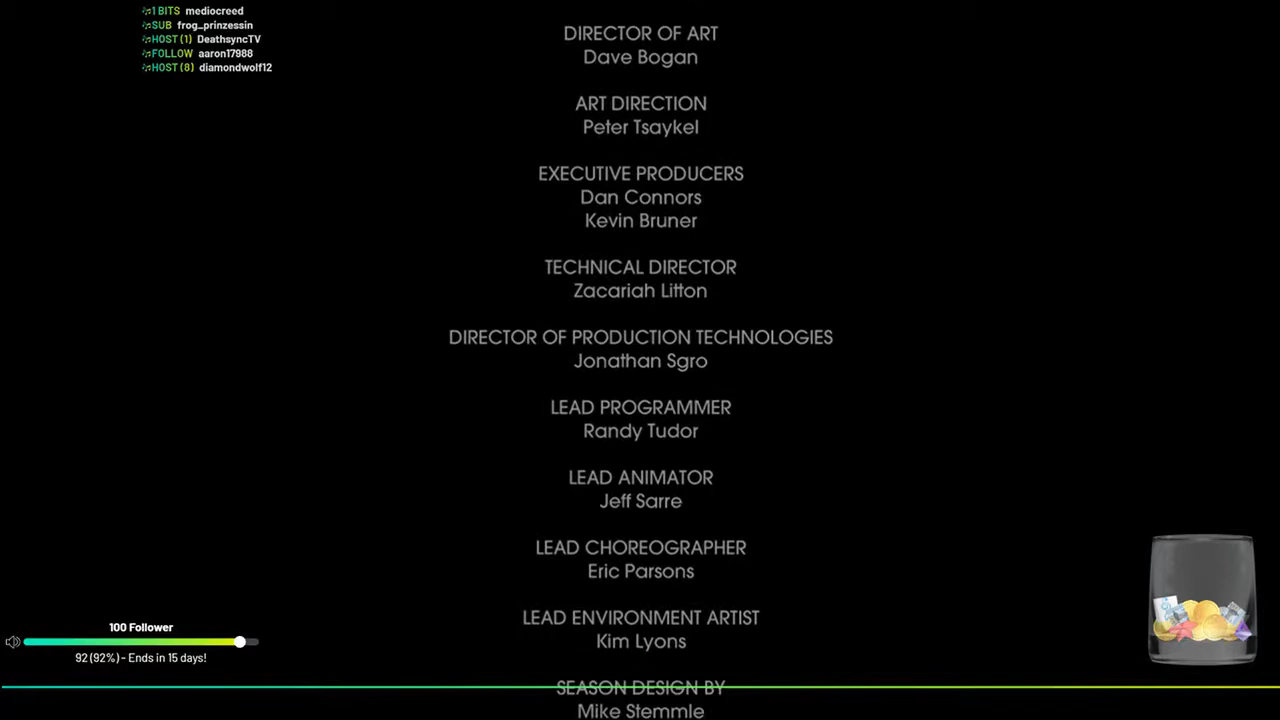 1 BITS mediocreed
SUB frog_prinzessin
HOST (1) DeathsyncTV
FOLLOW aaron17988
HOST (8) diamondwolf12
DIRECTOR OF ART
Dave Bogan
ART DIRECTION
Peter Tsaykel
EXECUTIVE PRODUCERS
Dan Connors
Kevin Bruner
TECHNICAL DIRECTOR
Zacariah Litton
DIRECTOR OF PRODUCTION TECHNOLOGIES
Jonathan Sgro
LEAD PROGRAMMER
Randy Tudor
LEAD ANIMATOR
Jeff Sarre
LEAD CHOREOGRAPHER
Eric Parsons
LEAD ENVIRONMENT ARTIST
Kim Lyons
SEASON DESIGN BY
Mike Stemmle
100 Follower
92 (92%) - Ends in 15 days!